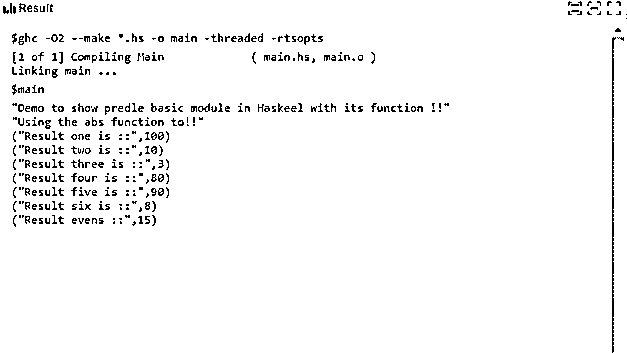 Result
$ghc -O2 --make *.hs -o main -threaded -rtsopts
[1 of 1] Compiling Main ( main.hs, main.o )
Linking main ...
$main
"Demo to show predle basic module in Haskeel with its function !!"
"Using the abs function to!!"
("Result one is ::",100)
("Result two is ::",10)
("Result three is ::",3)
("Result four is ::",80)
("Result five is ::",90)
("Result six is ::",8)
("Result evens ::",15)